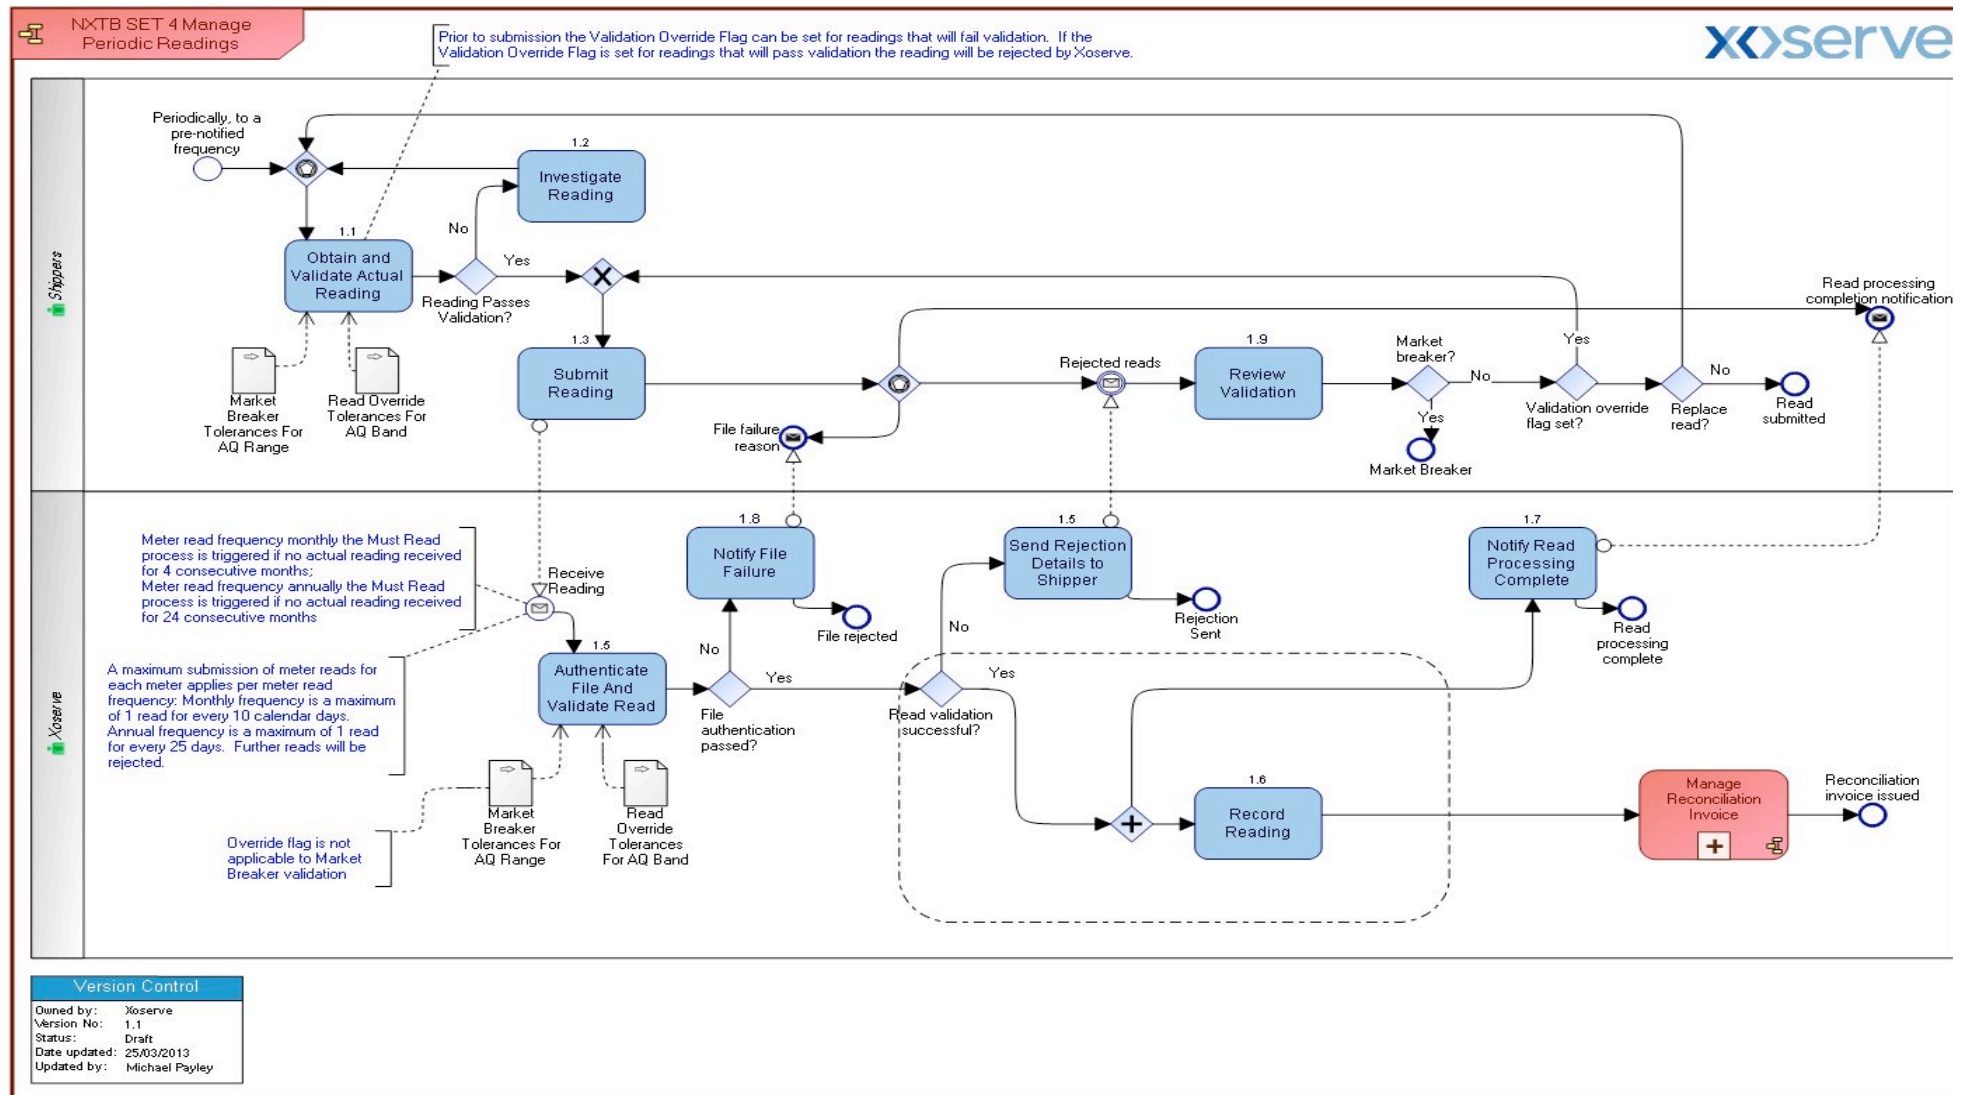 NXTB SET 4 Manage
Periodic Readings
Prior to submission the Validation Override Flag can be set for readings that will fail validation. If the
Validation Override Flag is set for readings that will pass validation the reading will be rejected by Xoserve.
xoserve
Shippers
Periodically, to a
pre-notified
frequency
1.2
Investigate
Reading
No
1.1
Obtain and
Validate Actual
Reading
Yes
Reading Passes
Validation?
Market
Breaker
Tolerances For
AQ Range
Read Override
Tolerances For
AQ Band
1.3
Submit
Reading
File failure
reason
Rejected reads
1.9
Review
Validation
Market
breaker?
No
Yes
Market Breaker
Yes
Validation override
flag set?
Replace
read?
No
Read
submitted
Read processing
completion notification
Xoserve
Meter read frequency monthly the Must Read
process is triggered if no actual reading received
for 4 consecutive months;
Meter read frequency annually the Must Read
process is triggered if no actual reading received
for 24 consecutive months
Receive
Reading
A maximum submission of meter reads for
each meter applies per meter read
frequency: Monthly frequency is a maximum
of 1 read for every 10 calendar days.
Annual frequency is a maximum of 1 read
for every 25 days. Further reads will be
rejected.
1.5
Authenticate
File And
Validate Read
Override flag is not
applicable to Market
Breaker validation
Market
Breaker
Tolerances For
AQ Range
Read
Override
Tolerances
For AQ Band
1.8
Notify File
Failure
File rejected
No
Yes
File
authentication
passed?
1.5
Send Rejection
Details to
Shipper
Rejection
Sent
No
Yes
Read validation
successful?
1.7
Notify Read
Processing
Complete
Read
processing
complete
1.6
Record
Reading
Manage
Reconciliation
Invoice
Reconciliation
invoice issued
Version Control
Owned by: Xoserve
Version No: 1.1
Status: Draft
Date updated: 25/03/2013
Updated by: Michael Payley